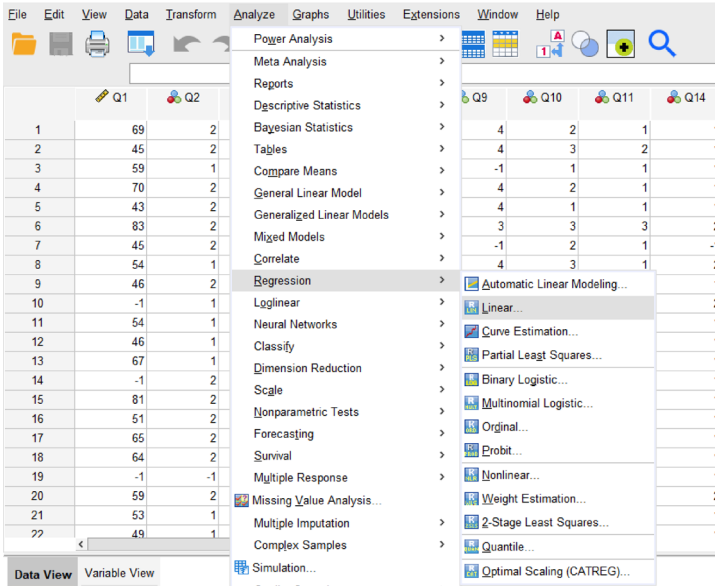 File Edit View Data Transform Analyze Graphs Utilities Extensions Window Help
Power Analysis
Meta Analysis
Reports
Descriptive Statistics
Bayesian Statistics
Tables
Compare Means
General Linear Model
Generalized Linear Models
Mixed Models
Correlate
Regression
Loglinear
Neural Networks
Classify
Dimension Reduction
Scale
Nonparametric Tests
Forecasting
Survival
Multiple Response
Missing Value Analysis...
Multiple Imputation
Complex Samples
Simulation...
Automatic Linear Modeling...
Linear...
Curve Estimation...
Partial Least Squares...
Binary Logistic...
Multinomial Logistic...
Ordinal...
Probit...
Nonlinear...
Weight Estimation...
2-Stage Least Squares...
Quantile...
Optimal Scaling (CATREG)...
Q1 Q2 Q9 Q10 Q11 Q14
1 69 2 4 2 1
2 45 2 4 3 2
3 59 1 -1 1 1
4 70 2 4 2 1
5 43 2 4 1 1
6 83 2 3 3 3
7 45 2 -1 2 1
8 54 1 4 3 1
9 46 2
10 -1 1
11 54 1
12 46 1
13 67 1
14 -1 2
15 81 2
16 51 2
17 65 2
18 64 2
19 -1 -1
20 59 2
21 53 1
22 49 1
Data View Variable View